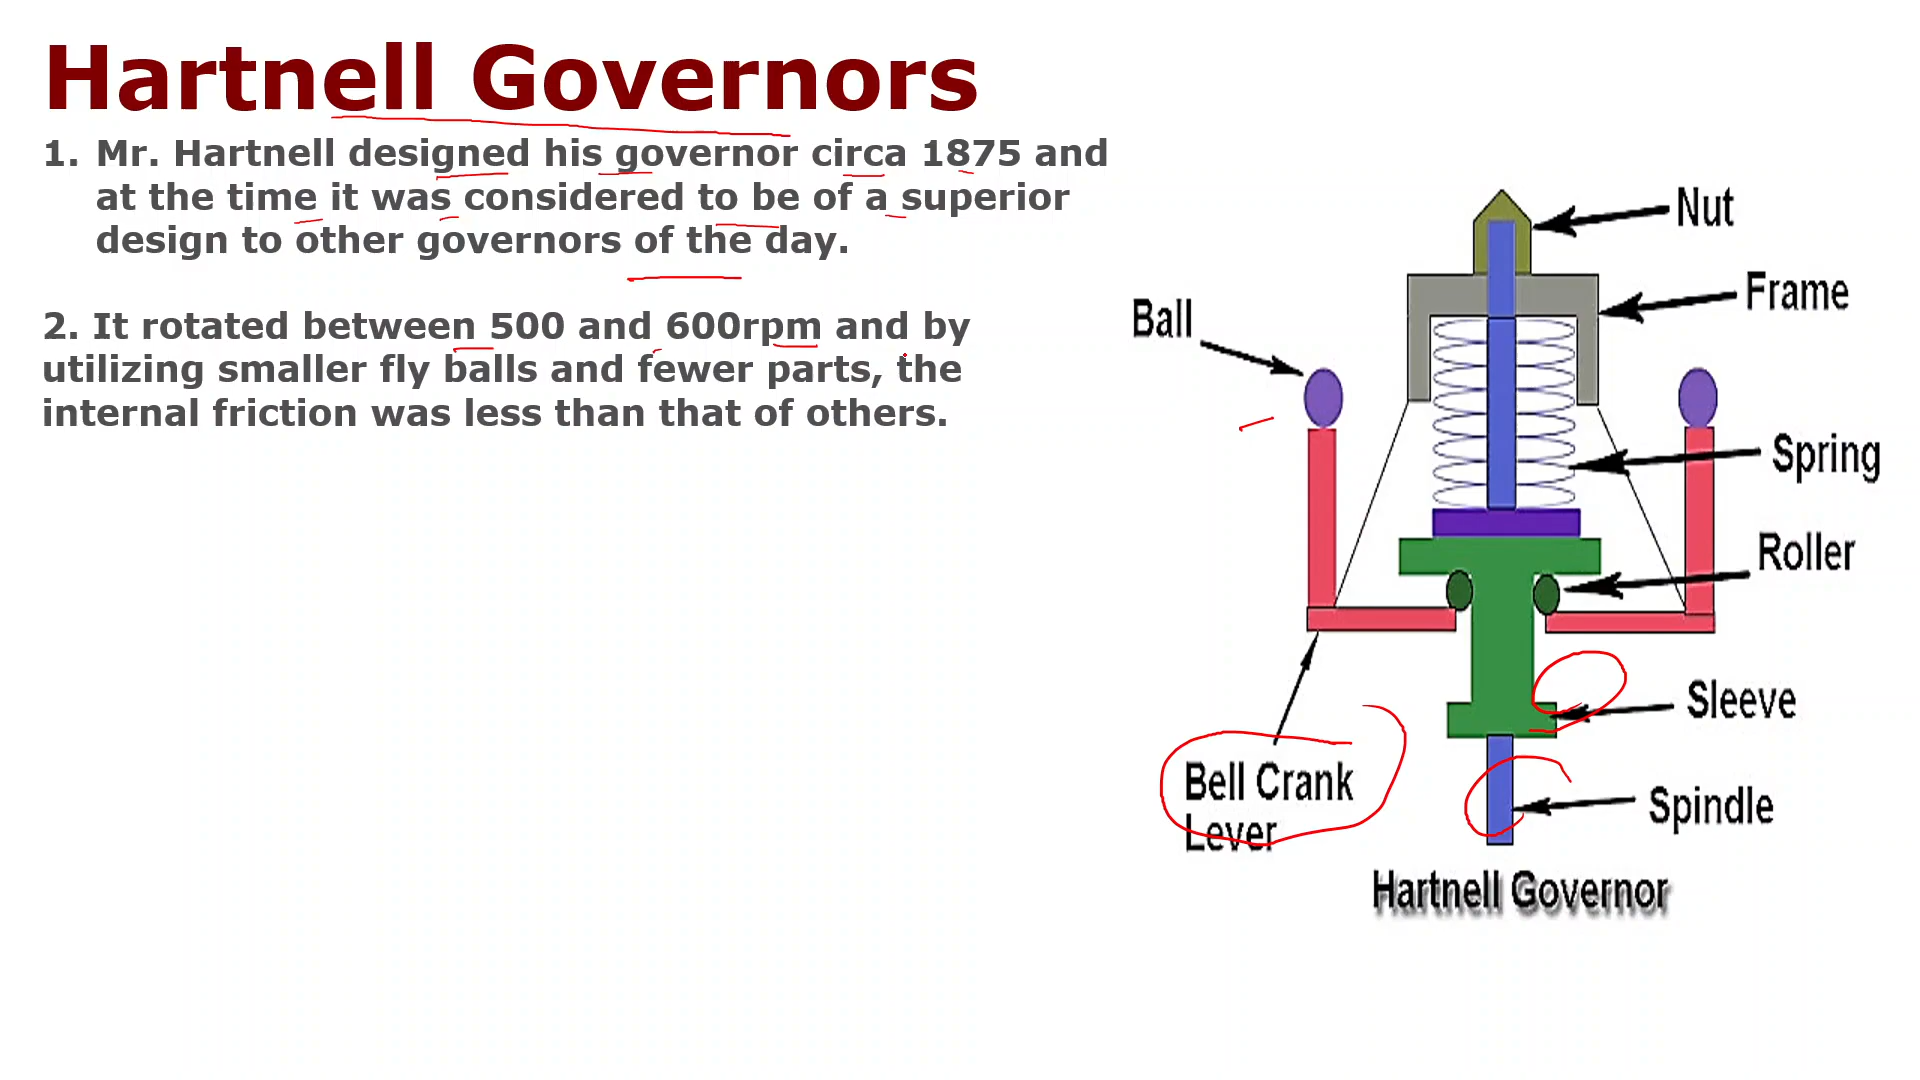 Hartnell Governors
1. Mr. Hartnell designed his governor circa 1875 and
at the time it was considered to be of a superior
design to other governors of the day.
2. It rotated between 500 and 600rpm and by
utilizing smaller fly balls and fewer parts, the
internal friction was less than that of others.
Nut
Frame
Ball
Spring
Roller
Sleeve
Bell Crank
Lever
Spindle
Hartnell Governor